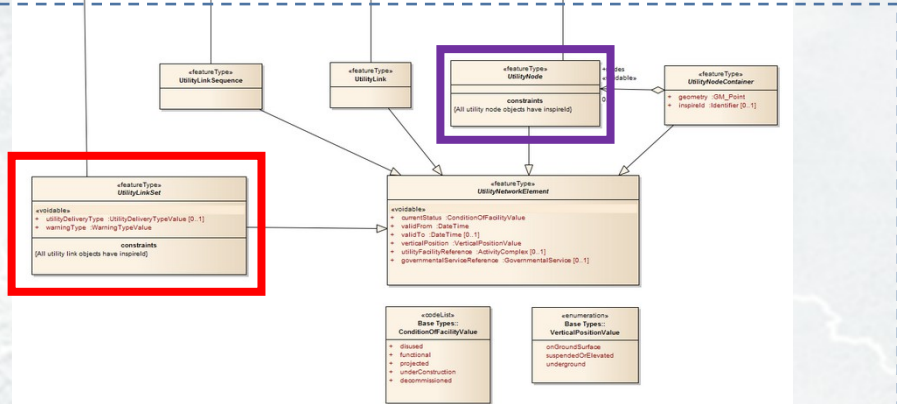 «featureType»
UtilityLinkSequence
«featureType»
UtilityLink
«featureType»
UtilityNode
constraints
{All utility node objects have inspireId}
«featureType»
UtilityNodeContainer
+ geometry :GM_Point
+ inspireId :Identifier [0..1]
«featureType»
UtilityLinkSet
«voidable»
+ utilityDeliveryType :UtilityDeliveryTypeValue [0..1]
+ warningType :WarningTypeValue
constraints
{All utility link objects have inspireId}
«featureType»
UtilityNetworkElement
«voidable»
+ currentStatus :ConditionOfFacilityValue
+ validFrom :DateTime
+ validTo :DateTime [0..1]
+ verticalPosition :VerticalPositionValue
+ utilityFacilityReference :ActivityComplex [0..1]
+ governmentalServiceReference :GovernmentalService [0..1]
«codeList»
Base Types::
ConditionOfFacilityValue
+ disused
+ functional
+ projected
+ underConstruction
+ decommissioned
«enumeration»
Base Types::
VerticalPositionValue
onGroundSurface
suspendedOrElevated
underground